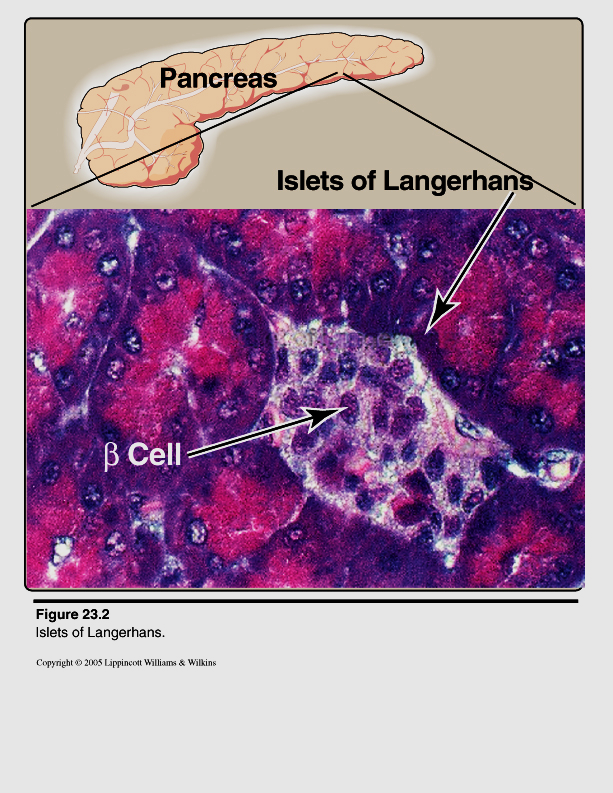 Pancreas
Islets of Langerhans
β Cell
Figure 23.2
Islets of Langerhans.
Copyright © 2005 Lippincott Williams & Wilkins